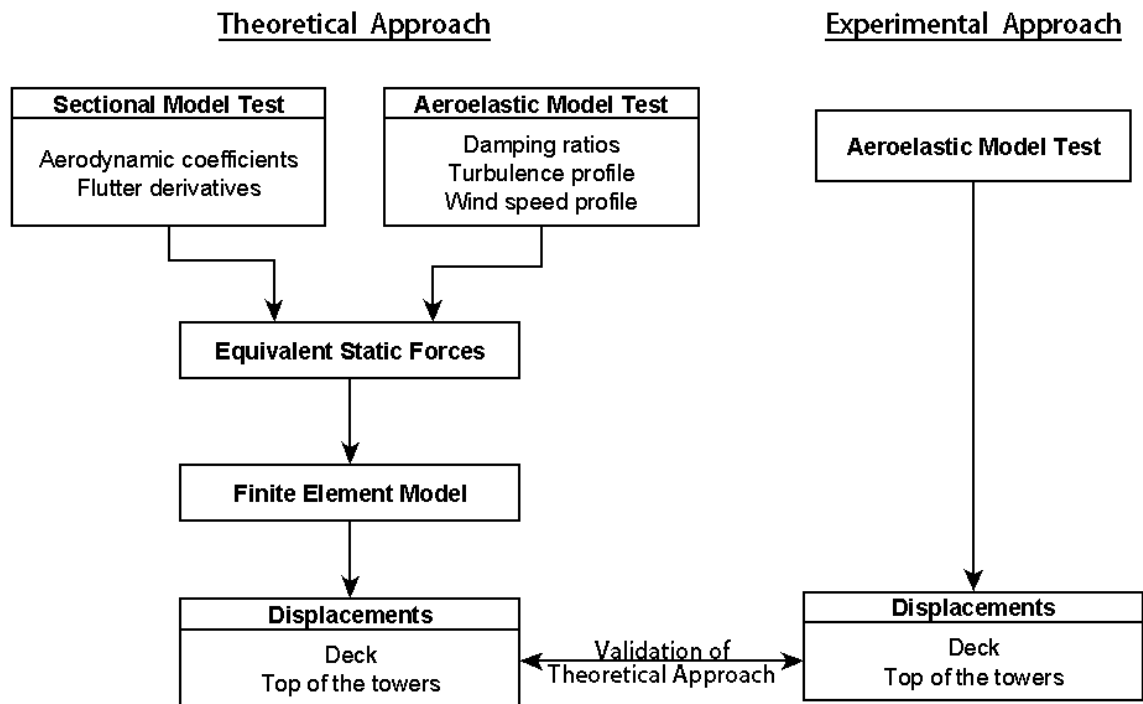 Theoretical Approach
Experimental Approach
Sectional Model Test
Aerodynamic coefficients
Flutter derivatives
Aeroelastic Model Test
Damping ratios
Turbulence profile
Wind speed profile
Aeroelastic Model Test
Equivalent Static Forces
Finite Element Model
Displacements
Deck
Top of the towers
Validation of
Theoretical Approach
Displacements
Deck
Top of the towers